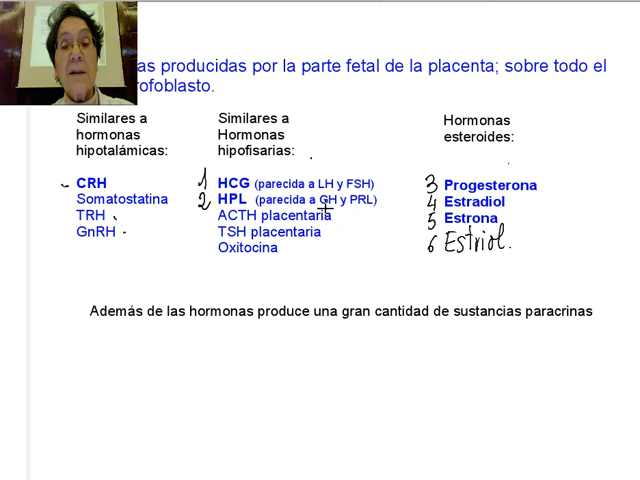 as producidas por la parte fetal de la placenta; sobre todo el
rofoblasto.
Similares a
hormonas
hipotalámicas:
CRH
Somatostatina
TRH
GnRH
Similares a
Hormonas
hipofisarias:
1 HCG (parecida a LH y FSH)
2 HPL (parecida a GH y PRL)
ACTH placentaria
TSH placentaria
Oxitocina
Hormonas
esteroides:
3 Progesterona
4 Estradiol
5 Estrona
6 Estriol.
Además de las hormonas produce una gran cantidad de sustancias paracrinas